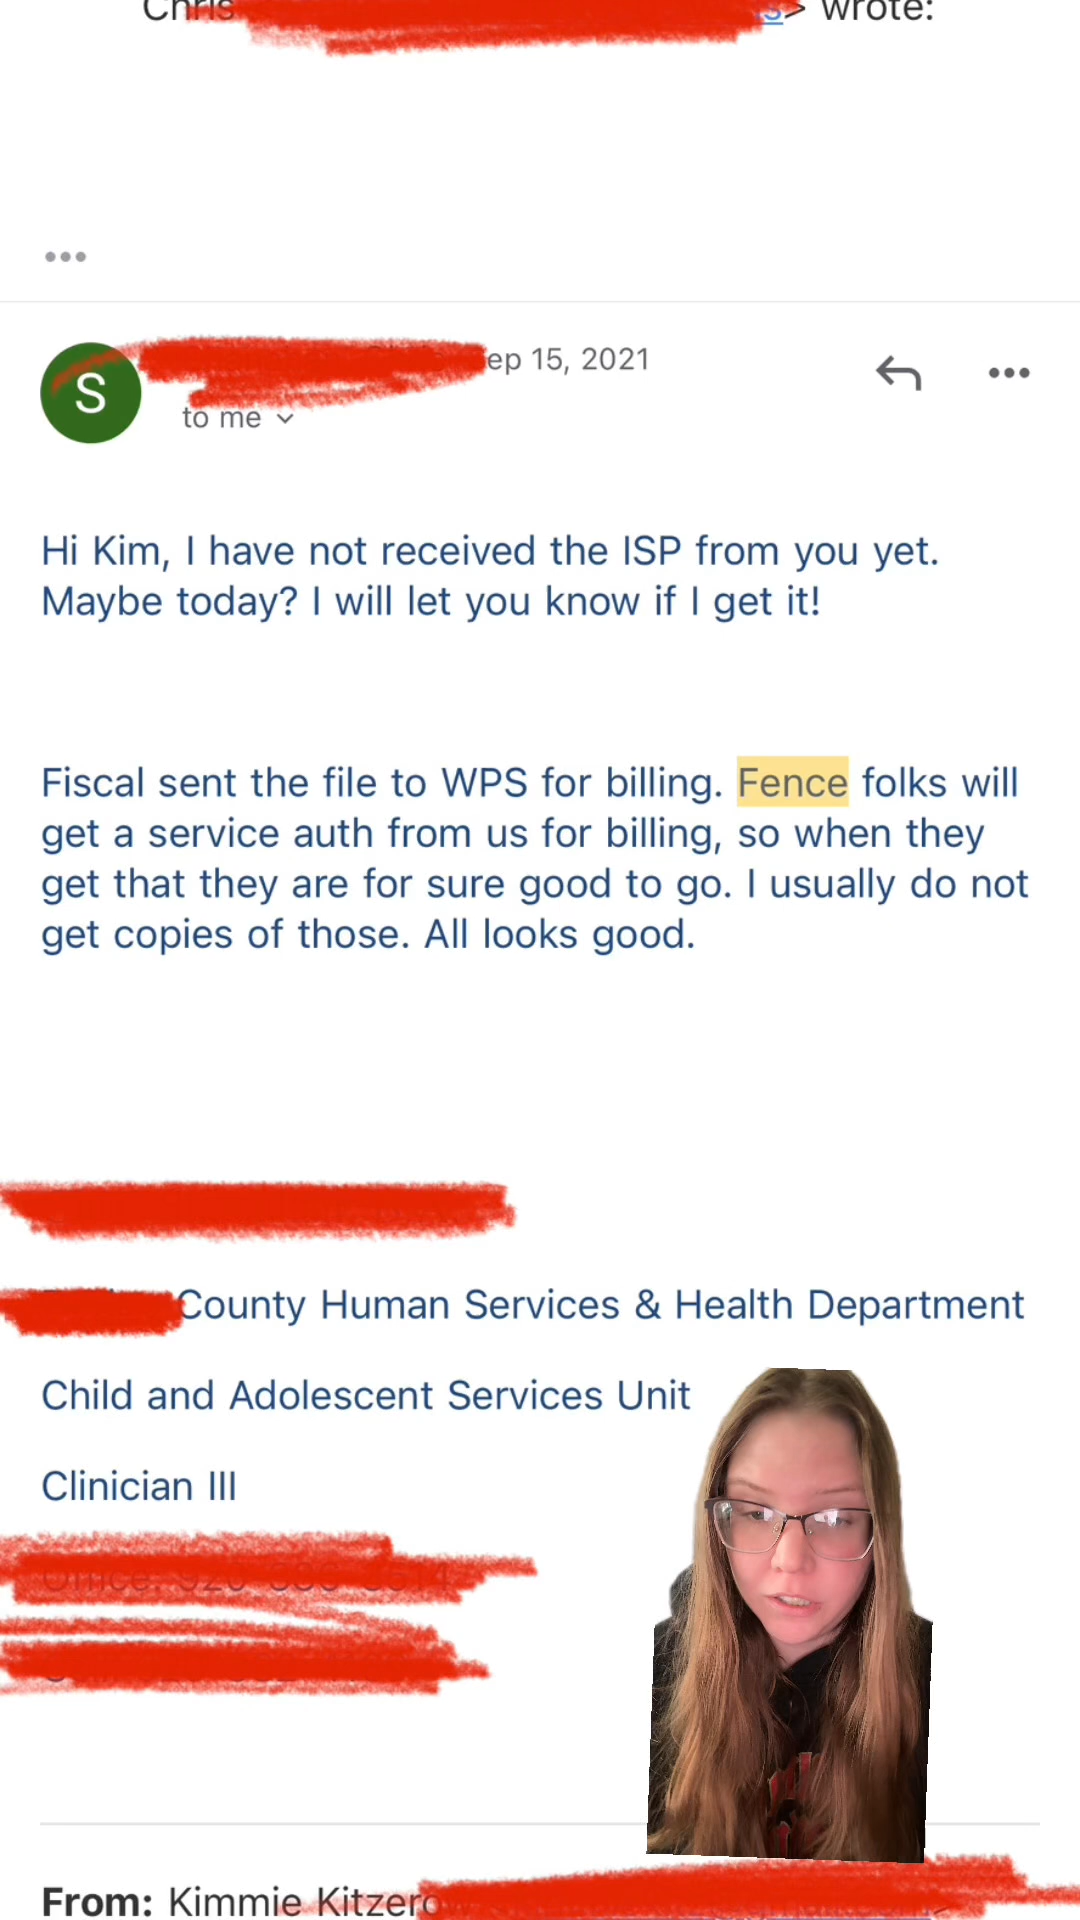 Chris > wrote:
S
ep 15, 2021
to me
Hi Kim, I have not received the ISP from you yet.
Maybe today? I will let you know if I get it!
Fiscal sent the file to WPS for billing. Fence folks will
get a service auth from us for billing, so when they
get that they are for sure good to go. I usually do not
get copies of those. All looks good.
County Human Services & Health Department
Child and Adolescent Services Unit
Clinician III
From: Kimmie